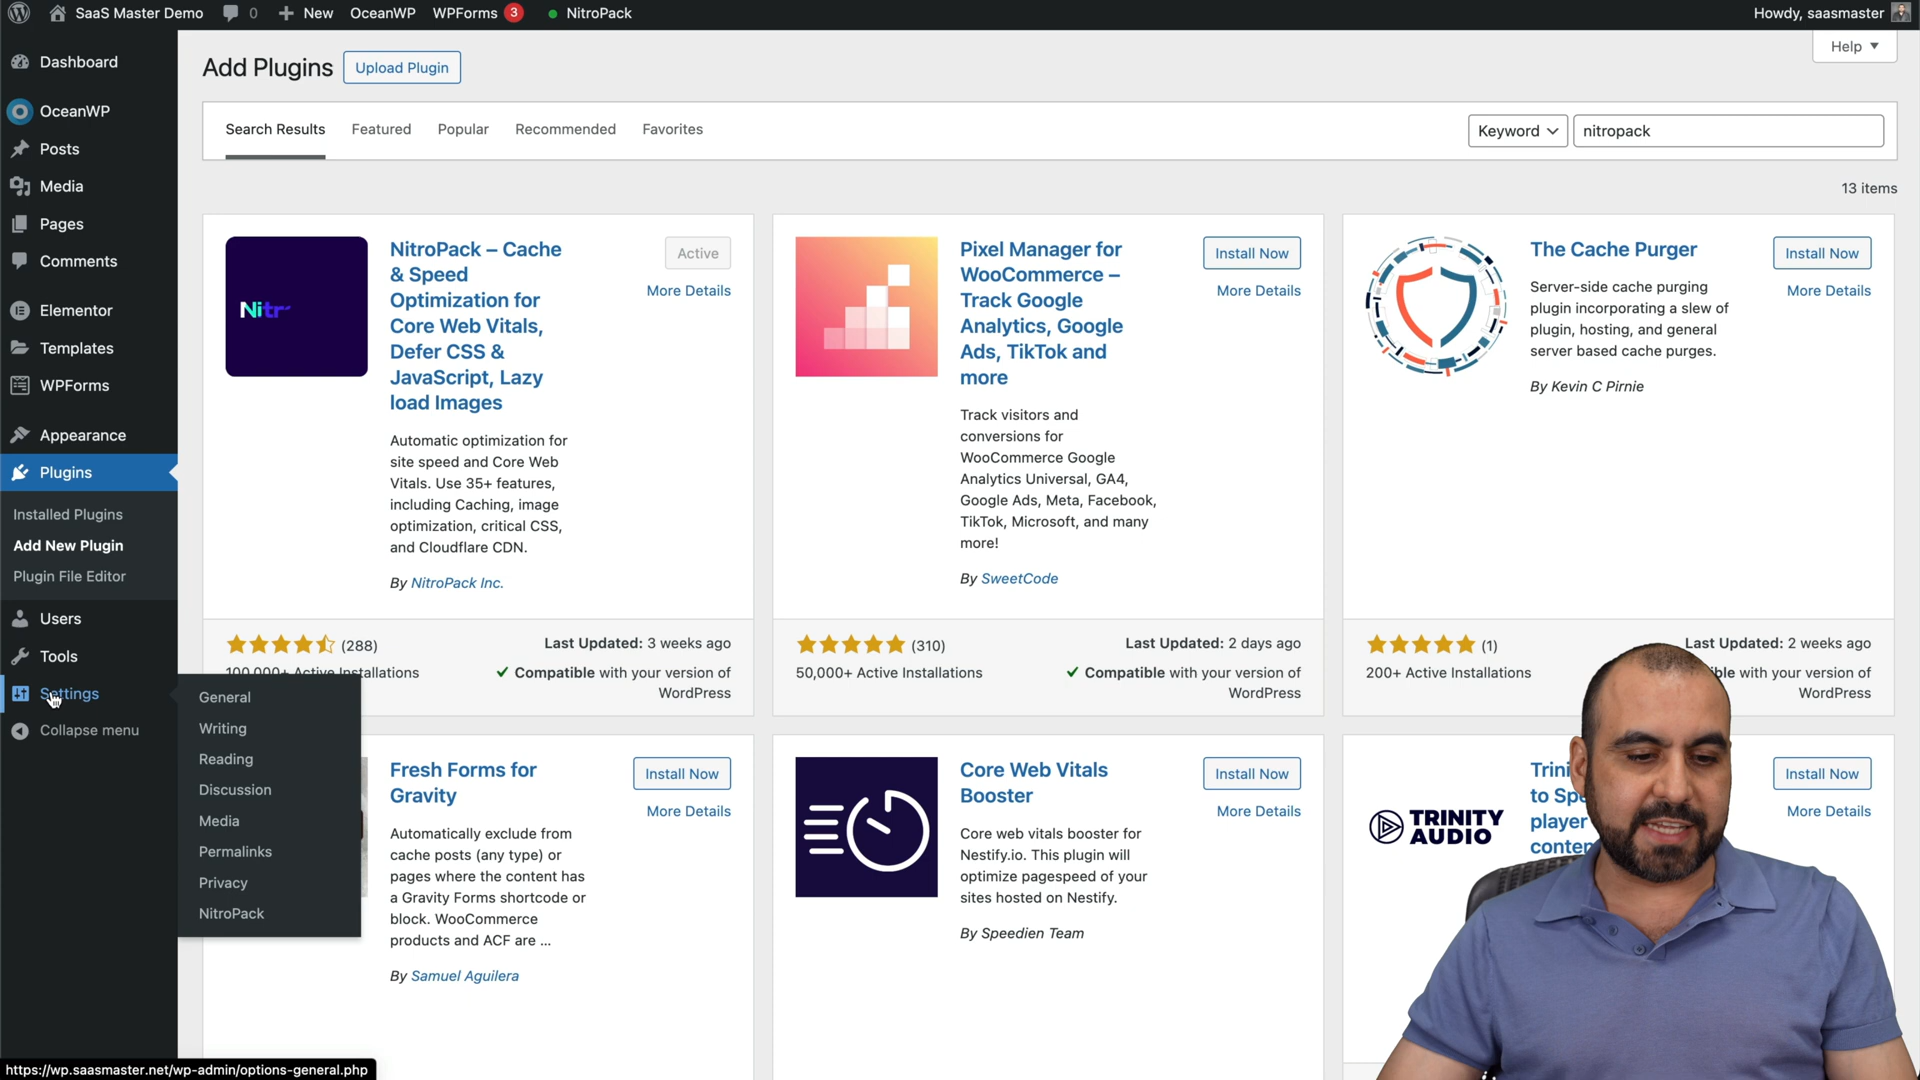 SaaS Master Demo 0 New OceanWP WPForms 3 NitroPack Howdy, saasmaster
Help
Dashboard
OceanWP
Posts
Media
Pages
Comments
Elementor
Templates
WPForms
Appearance
Plugins
Installed Plugins
Add New Plugin
Plugin File Editor
Users
Tools
Settings
Collapse menu
General
Writing
Reading
Discussion
Media
Permalinks
Privacy
NitroPack
Add Plugins Upload Plugin
Search Results Featured Popular Recommended Favorites Keyword nitropack
13 items
Nitr
NitroPack – Cache
& Speed
Optimization for
Core Web Vitals,
Defer CSS &
JavaScript, Lazy
load Images
Active
More Details
Automatic optimization for
site speed and Core Web
Vitals. Use 35+ features,
including Caching, image
optimization, critical CSS,
and Cloudflare CDN.
By NitroPack Inc.
(288)
Last Updated: 3 weeks ago
100,000+ Active Installations
Compatible with your version of
WordPress
Pixel Manager for
WooCommerce –
Track Google
Analytics, Google
Ads, TikTok and
more
Install Now
More Details
Track visitors and
conversions for
WooCommerce Google
Analytics Universal, GA4,
Google Ads, Meta, Facebook,
TikTok, Microsoft, and many
more!
By SweetCode
(310)
Last Updated: 2 days ago
50,000+ Active Installations
Compatible with your version of
WordPress
The Cache Purger
Install Now
More Details
Server-side cache purging
plugin incorporating a slew of
plugin, hosting, and general
server based cache purges.
By Kevin C Pirnie
(1)
Last Updated: 2 weeks ago
200+ Active Installations
ble with your version of
WordPress
Fresh Forms for
Gravity
Install Now
More Details
Automatically exclude from
cache posts (any type) or
pages where the content has
a Gravity Forms shortcode or
block. WooCommerce
products and ACF are ...
By Samuel Aguilera
Core Web Vitals
Booster
Install Now
More Details
Core web vitals booster for
Nestify.io. This plugin will
optimize pagespeed of your
sites hosted on Nestify.
By Speedien Team
TRINITY
AUDIO
Trini
to Spe
player
conten
Install Now
More Details
https://wp.saasmaster.net/wp-admin/options-general.php